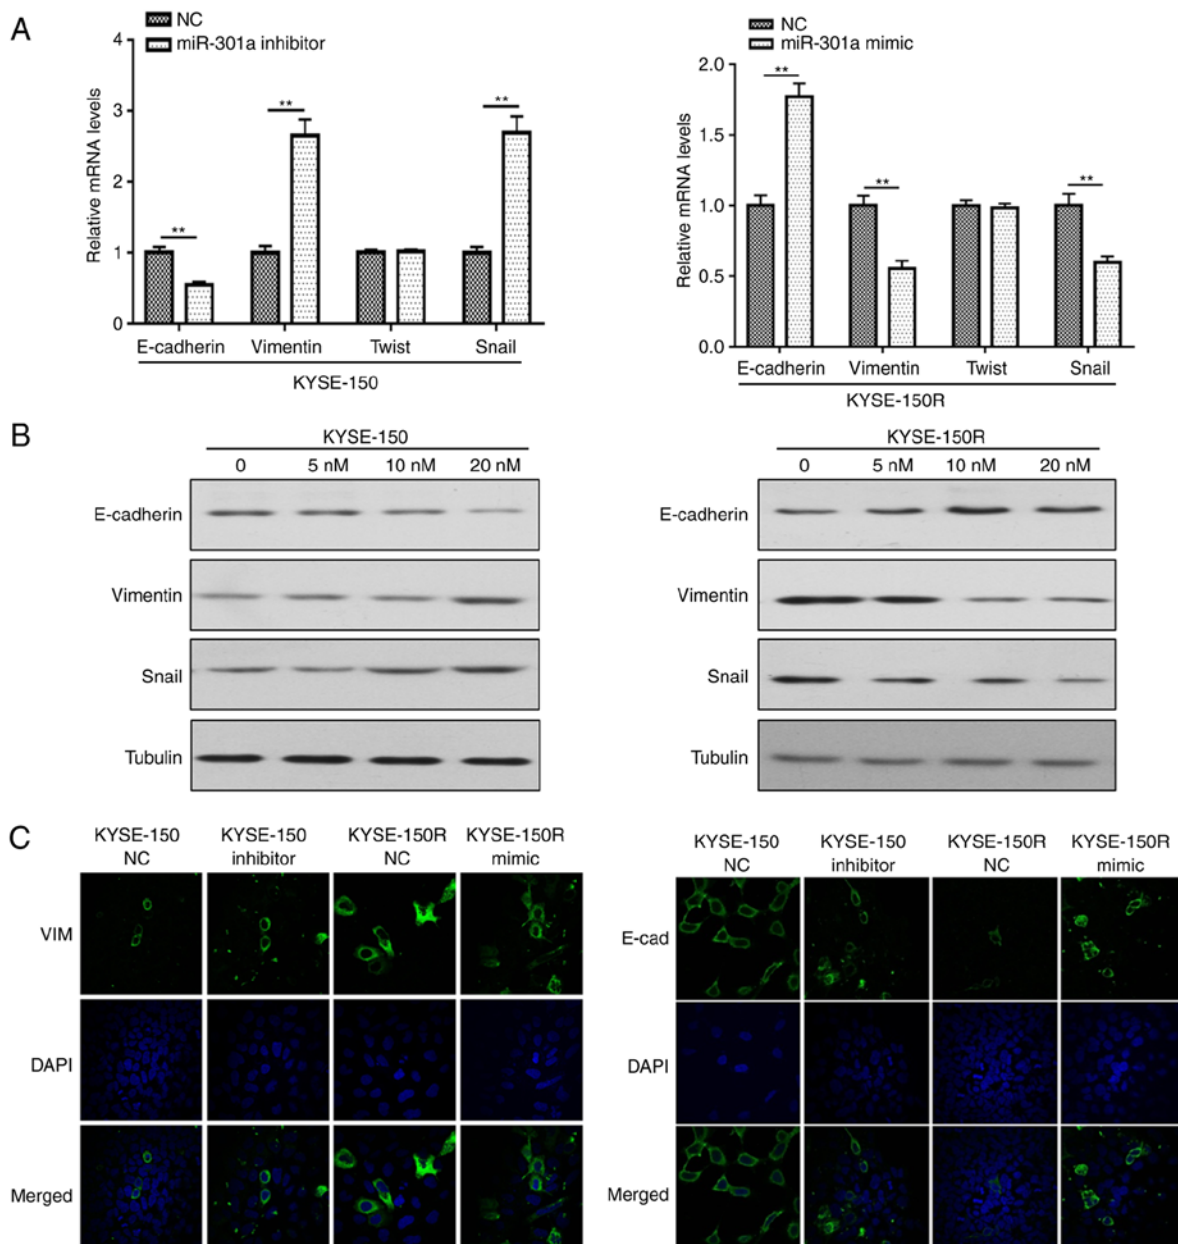 A
NC
miR-301a inhibitor
Relative mRNA levels
4
3
2
1
0
**
**
**
E-cadherin Vimentin Twist Snail
KYSE-150
NC
miR-301a mimic
Relative mRNA levels
2.0
1.5
1.0
0.5
0.0
**
**
**
E-cadherin Vimentin Twist Snail
KYSE-150R
B
KYSE-150
0 5 nM 10 nM 20 nM
E-cadherin
Vimentin
Snail
Tubulin
KYSE-150R
0 5 nM 10 nM 20 nM
E-cadherin
Vimentin
Snail
Tubulin
C
KYSE-150 KYSE-150 KYSE-150R KYSE-150R
NC inhibitor NC mimic
VIM
DAPI
Merged
KYSE-150 KYSE-150 KYSE-150R KYSE-150R
NC inhibitor NC mimic
E-cad
DAPI
Merged